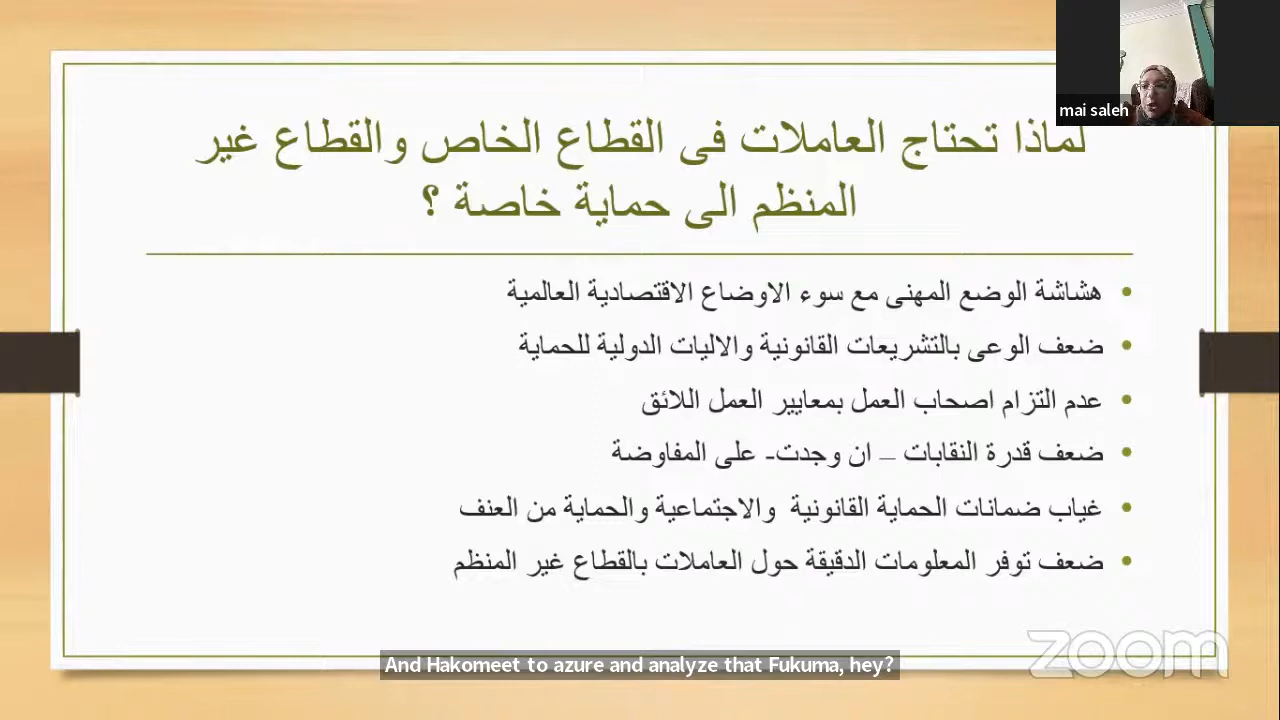 mai saleh
لماذا تحتاج العاملات فى القطاع الخاص والقطاع غير
المنظم الى حماية خاصة ؟
• هشاشة الوضع المهنى مع سوء الاوضاع الاقتصادية العالمية
• ضعف الوعى بالتشريعات القانونية والاليات الدولية للحماية
• عدم التزام اصحاب العمل بمعايير العمل اللائق
• ضعف قدرة النقابات – ان وجدت- على المفاوضة
• غياب ضمانات الحماية القانونية والاجتماعية والحماية من العنف
• ضعف توفر المعلومات الدقيقة حول العاملات بالقطاع غير المنظم
zoom
And Hakomeet to azure and analyze that Fukuma, hey?